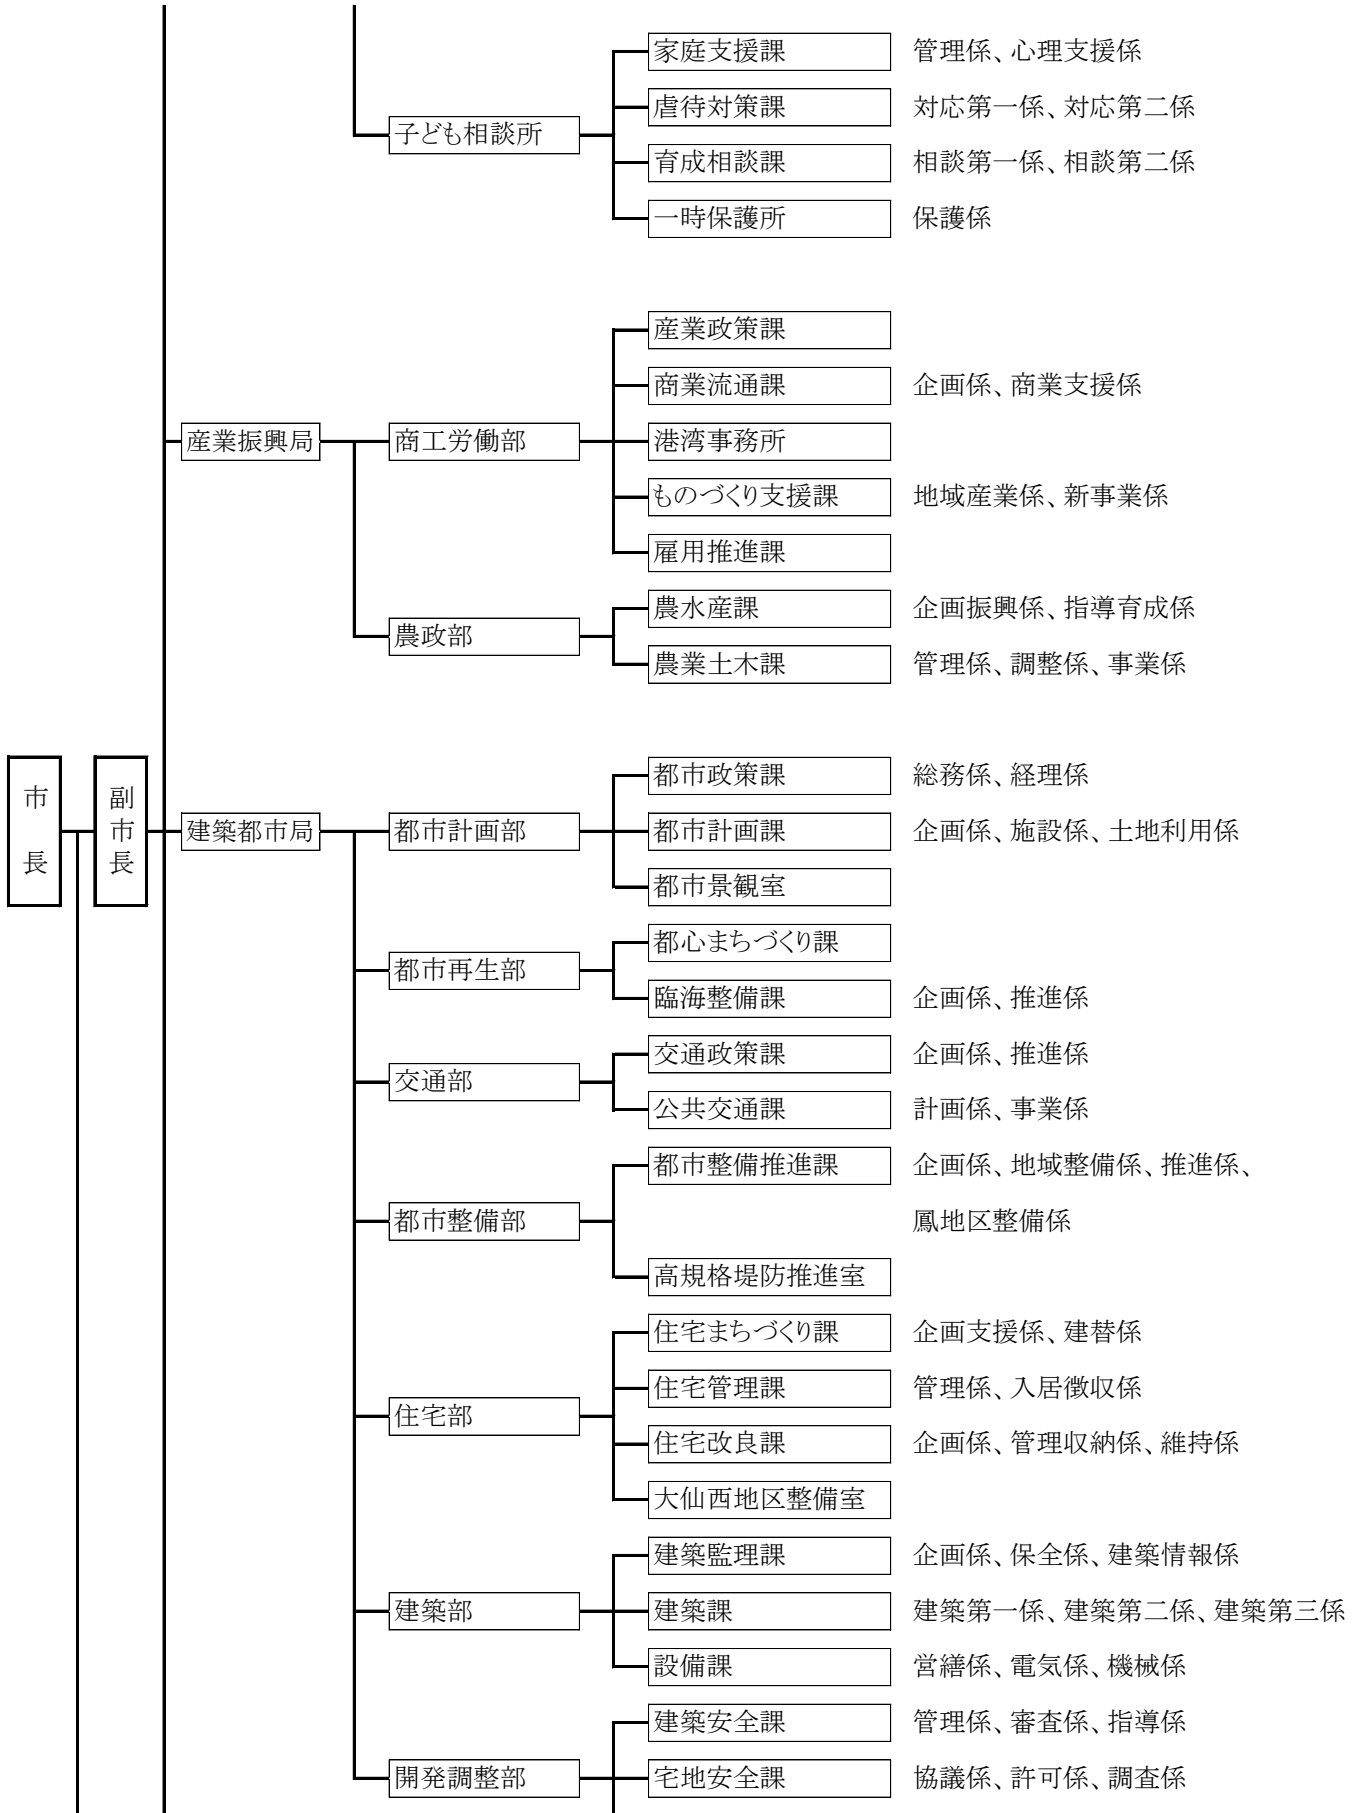 家庭支援課　管理係、心理支援係
虐待対策課　対応第一係、対応第二係
子ども相談所
育成相談課　相談第一係、相談第二係
一時保護所　保護係
産業政策課
商業流通課　企画係、商業支援係
産業振興局　商工労働部　港湾事務所
ものづくり支援課　地域産業係、新事業係
雇用推進課
農水産課　企画振興係、指導育成係
農政部
農業土木課　管理係、調整係、事業係
都市政策課　総務係、経理係
市長　副市長　建築都市局　都市計画部　都市計画課　企画係、施設係、土地利用係
都市景観室
都心まちづくり課
都市再生部
臨海整備課　企画係、推進係
交通政策課　企画係、推進係
交通部
公共交通課　計画係、事業係
都市整備推進課　企画係、地域整備係、推進係、
都市整備部　鳳地区整備係
高規格堤防推進室
住宅まちづくり課　企画支援係、建替係
住宅管理課　管理係、入居徴収係
住宅部
住宅改良課　企画係、管理収納係、維持係
大仙西地区整備室
建築監理課　企画係、保全係、建築情報係
建築部　建築課　建築第一係、建築第二係、建築第三係
設備課　営繕係、電気係、機械係
建築安全課　管理係、審査係、指導係
開発調整部　宅地安全課　協議係、許可係、調査係